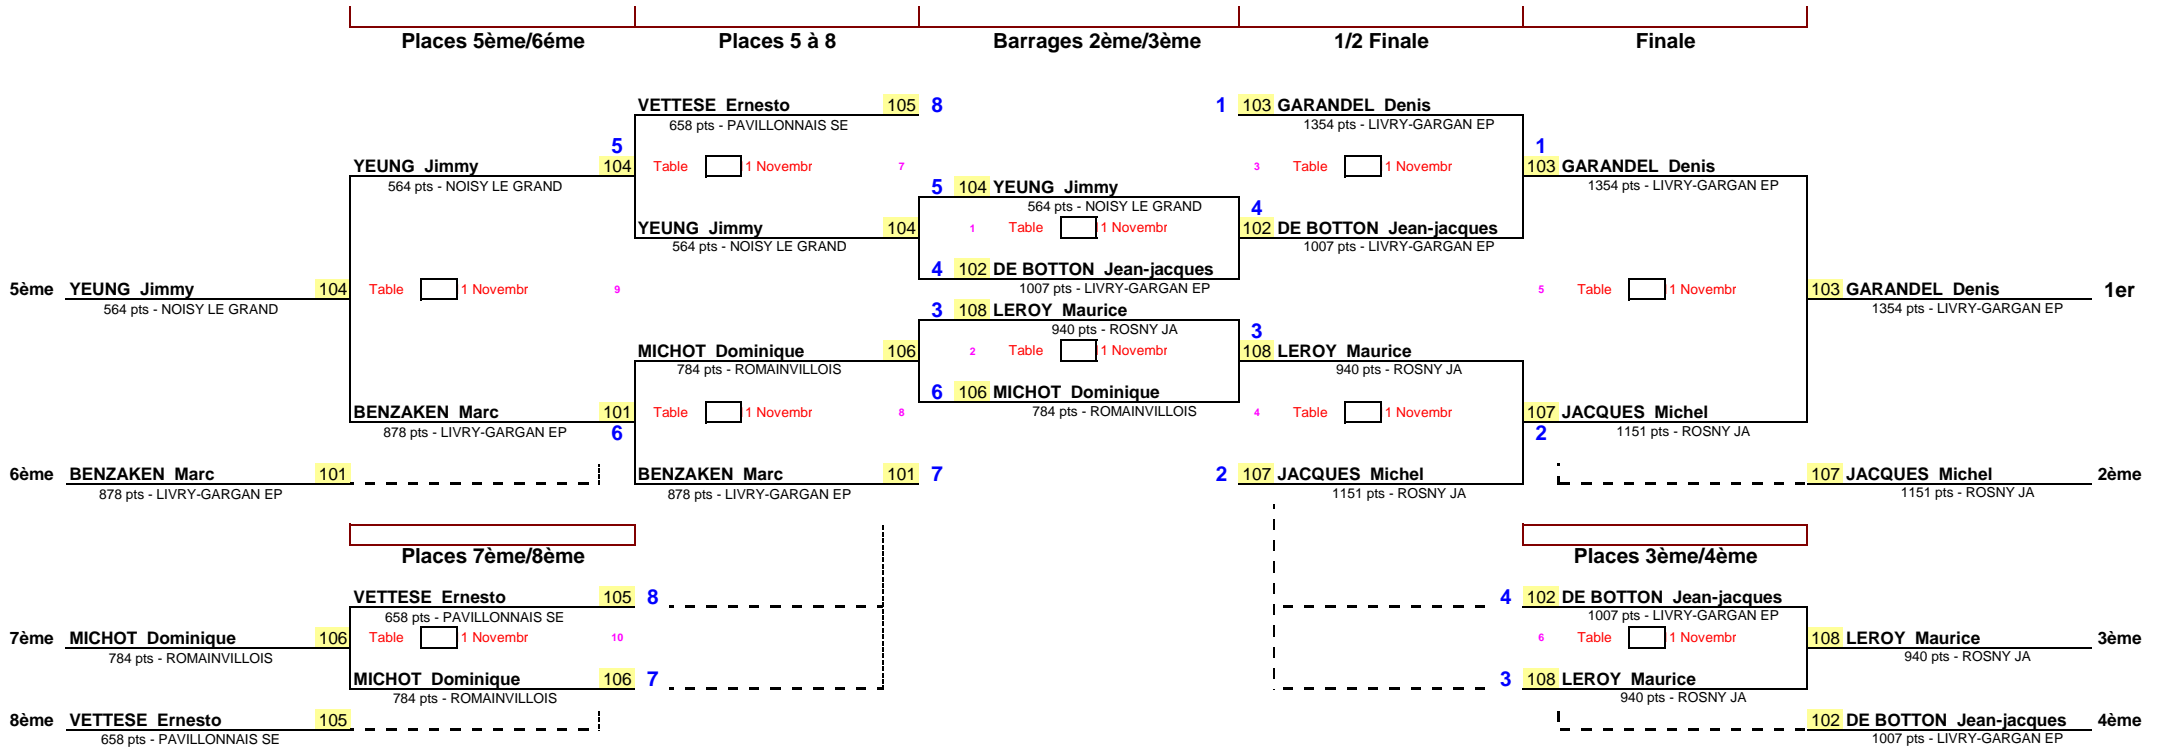 Places 5ème/6éme Places 5 à 8 Barrages 2ème/3ème 1/2 Finale Finale
VETTESE Ernesto 105 8 1 103 GARANDEL Denis
658 pts - PAVILLONNAIS SE 1354 pts - LIVRY-GARGAN EP
5 1
YEUNG Jimmy 104 Table 1 Novembr 7 3 Table 1 Novembr 103 GARANDEL Denis
564 pts - NOISY LE GRAND 5 104 YEUNG Jimmy 1354 pts - LIVRY-GARGAN EP
564 pts - NOISY LE GRAND 4
YEUNG Jimmy 104 1 Table 1 Novembr 102 DE BOTTON Jean-jacques
564 pts - NOISY LE GRAND 1007 pts - LIVRY-GARGAN EP
4 102 DE BOTTON Jean-jacques
5ème YEUNG Jimmy 104 Table 1 Novembr 9 1007 pts - LIVRY-GARGAN EP 5 Table 1 Novembr 103 GARANDEL Denis 1er
564 pts - NOISY LE GRAND 3 108 LEROY Maurice 1354 pts - LIVRY-GARGAN EP
940 pts - ROSNY JA 3
MICHOT Dominique 106 2 Table 1 Novembr 108 LEROY Maurice
784 pts - ROMAINVILLOIS 940 pts - ROSNY JA
6 106 MICHOT Dominique
BENZAKEN Marc 101 Table 1 Novembr 8 784 pts - ROMAINVILLOIS 4 Table 1 Novembr 107 JACQUES Michel
878 pts - LIVRY-GARGAN EP 6 2 1151 pts - ROSNY JA
6ème BENZAKEN Marc 101 BENZAKEN Marc 101 7 2 107 JACQUES Michel 107 JACQUES Michel 2ème
878 pts - LIVRY-GARGAN EP 878 pts - LIVRY-GARGAN EP 1151 pts - ROSNY JA 1151 pts - ROSNY JA
Places 7ème/8ème Places 3ème/4ème
VETTESE Ernesto 105 8 4 102 DE BOTTON Jean-jacques
658 pts - PAVILLONNAIS SE 1007 pts - LIVRY-GARGAN EP
7ème MICHOT Dominique 106 Table 1 Novembr 10 6 Table 1 Novembr 108 LEROY Maurice 3ème
784 pts - ROMAINVILLOIS 940 pts - ROSNY JA
MICHOT Dominique 106 7 3 108 LEROY Maurice
784 pts - ROMAINVILLOIS 940 pts - ROSNY JA
8ème VETTESE Ernesto 105 102 DE BOTTON Jean-jacques 4ème
658 pts - PAVILLONNAIS SE 1007 pts - LIVRY-GARGAN EP